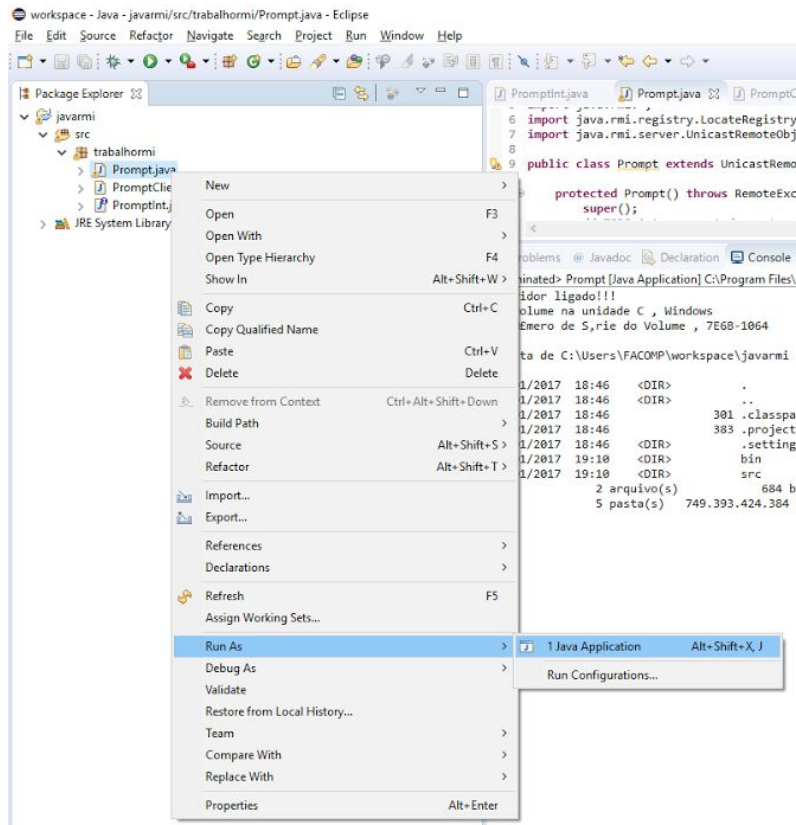 workspace - Java - javarmi/src/trabalhormi/Prompt.java - Eclipse
File Edit Source Refactor Navigate Search Project Run Window Help
Package Explorer
javarmi
src
trabalhormi
Prompt.java
PromptClie
PromptInt.j
JRE System Library
PromptInt.java Prompt.java PromptC
6 import java.rmi.registry.LocateRegistry
7 import java.rmi.server.UnicastRemoteObj
8
9 public class Prompt extends UnicastRemo
protected Prompt() throws RemoteExc
super();
roblems @ Javadoc Declaration Console
inated> Prompt [Java Application] C:\Program Files\
idor ligado!!!
olume na unidade C , Windows
£mero de S,rie do Volume , 7E6B-1064
ta de C:\Users\FACOMP\workspace\javarmi
1/2017 18:46 <DIR> .
1/2017 18:46 <DIR> ..
1/2017 18:46 301 .classpa
1/2017 18:46 383 .project
1/2017 18:46 <DIR> .setting
1/2017 19:10 <DIR> bin
1/2017 19:10 <DIR> src
2 arquivo(s) 684 b
5 pasta(s) 749.393.424.384
New
Open F3
Open With
Open Type Hierarchy F4
Show In Alt+Shift+W
Copy Ctrl+C
Copy Qualified Name
Paste Ctrl+V
Delete Delete
Remove from Context Ctrl+Alt+Shift+Down
Build Path
Source Alt+Shift+S
Refactor Alt+Shift+T
Import...
Export...
References
Declarations
Refresh F5
Assign Working Sets...
Run As
Debug As
Validate
Restore from Local History...
Team
Compare With
Replace With
Properties Alt+Enter
1 Java Application Alt+Shift+X, J
Run Configurations...